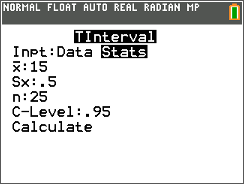 NORMAL FLOAT AUTO REAL RADIAN MP
TInterval
Inpt:Data Stats
x̄:15
Sx:.5
n:25
C-Level:.95
Calculate